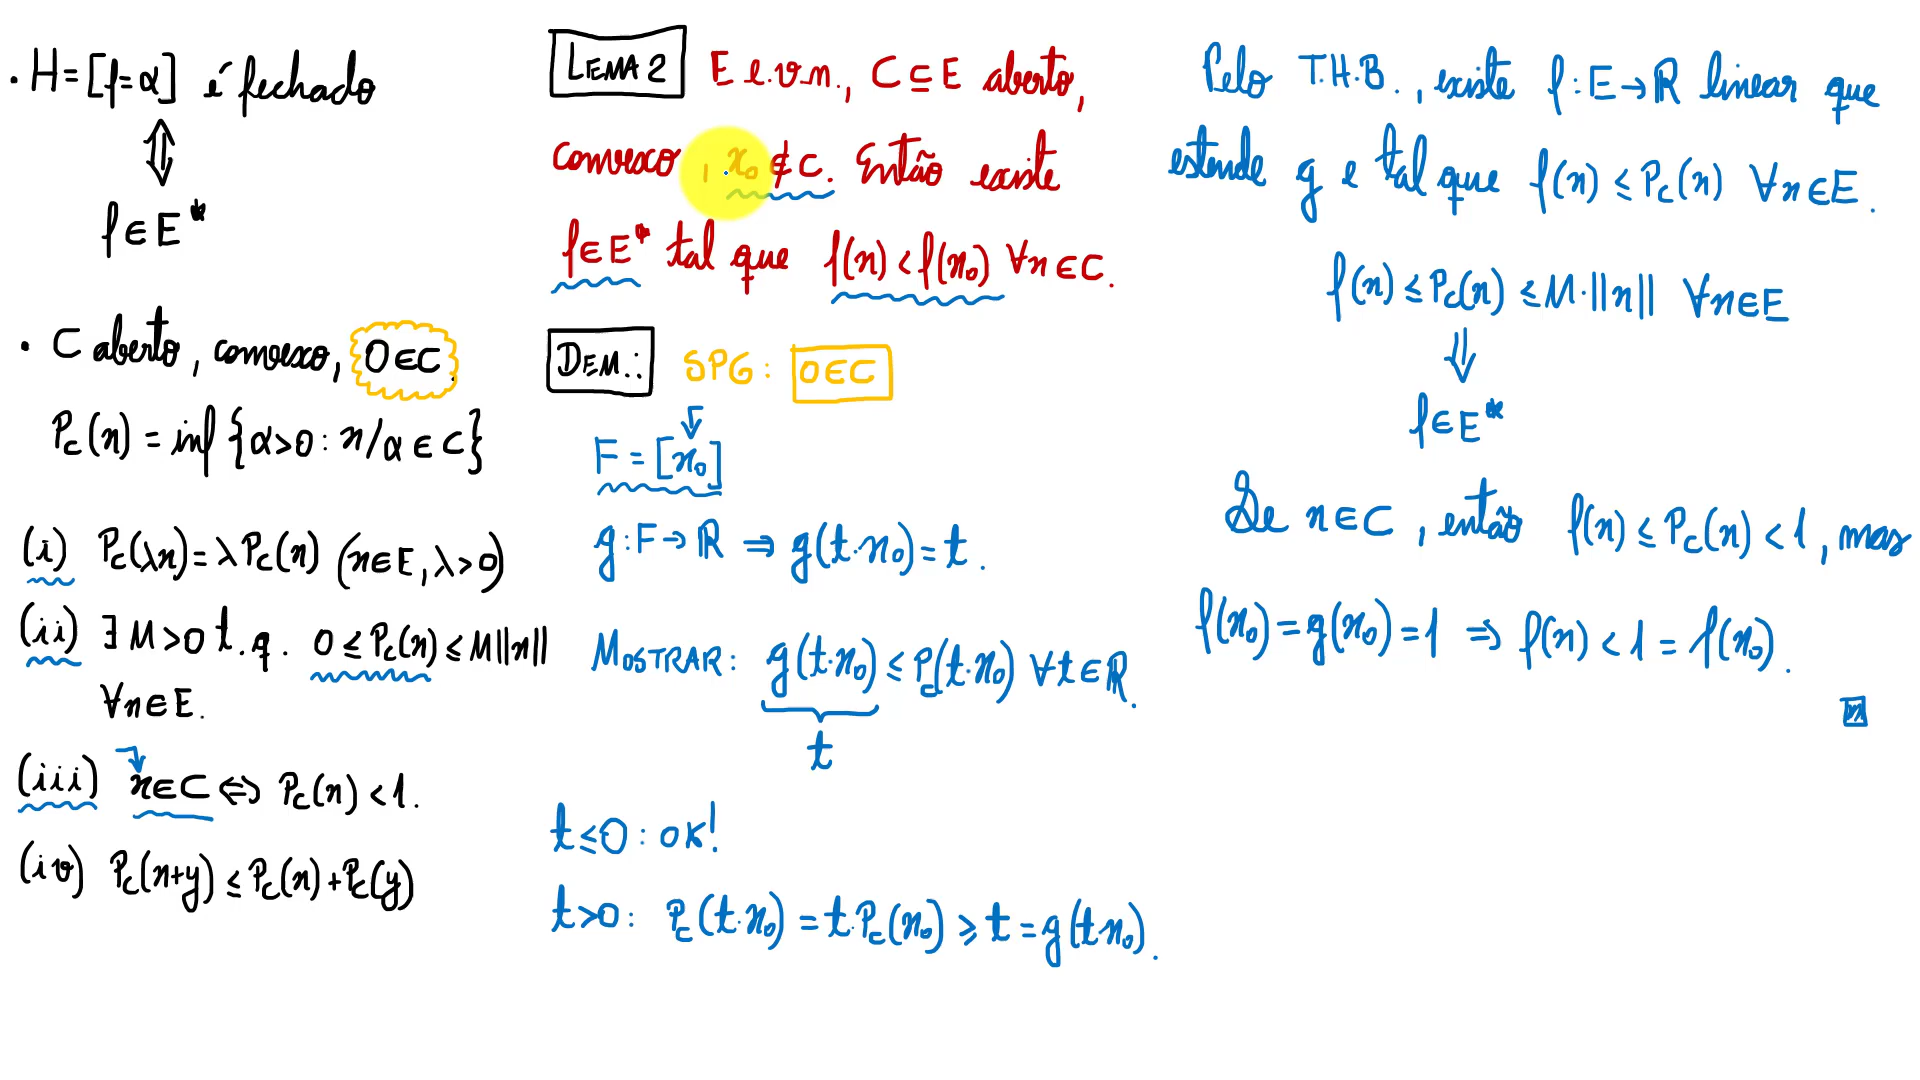 · H = [f = α] é fechado
⇕
f ∈ E*
· C aberto, convexo, 0 ∈ C.
P_C(x) = inf {α > 0 : x/α ∈ C}
(i) P_C(λx) = λ P_C(x) (x ∈ E, λ > 0)
(ii) ∃ M > 0 t.q. 0 ≤ P_C(x) ≤ M‖x‖
∀x ∈ E.
(iii) x ∈ C ⇔ P_C(x) < 1.
(iv) P_C(x+y) ≤ P_C(x) + P_C(y)
LEMA 2 E e.v.n., C ⊆ E aberto,
convexo, x₀ ∉ C. Então existe
f ∈ E* tal que f(x) < f(x₀) ∀x ∈ C.
DEM.: SPG: 0 ∈ C
F = [x₀]
g : F → ℝ ⇒ g(t·x₀) = t.
MOSTRAR: g(t·x₀) ≤ P_C(t·x₀) ∀t ∈ ℝ.
t
t ≤ 0 : OK!
t > 0 : P_C(t·x₀) = t·P_C(x₀) ≥ t = g(t·x₀).
Pelo T.H.B., existe f : E → ℝ linear que
estende g e tal que f(x) ≤ P_C(x) ∀x ∈ E.
f(x) ≤ P_C(x) ≤ M·‖x‖ ∀x ∈ E
⇓
f ∈ E*
Se x ∈ C, então f(x) ≤ P_C(x) < 1, mas
f(x₀) = g(x₀) = 1 ⇒ f(x) < 1 = f(x₀).